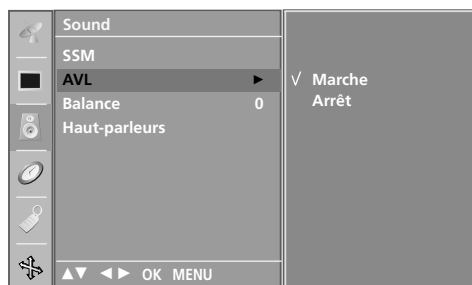 Sound
SSM
AVL ► √ Marche
Balance 0 Arrêt
Haut-parleurs
▲▼ ◄► OK MENU